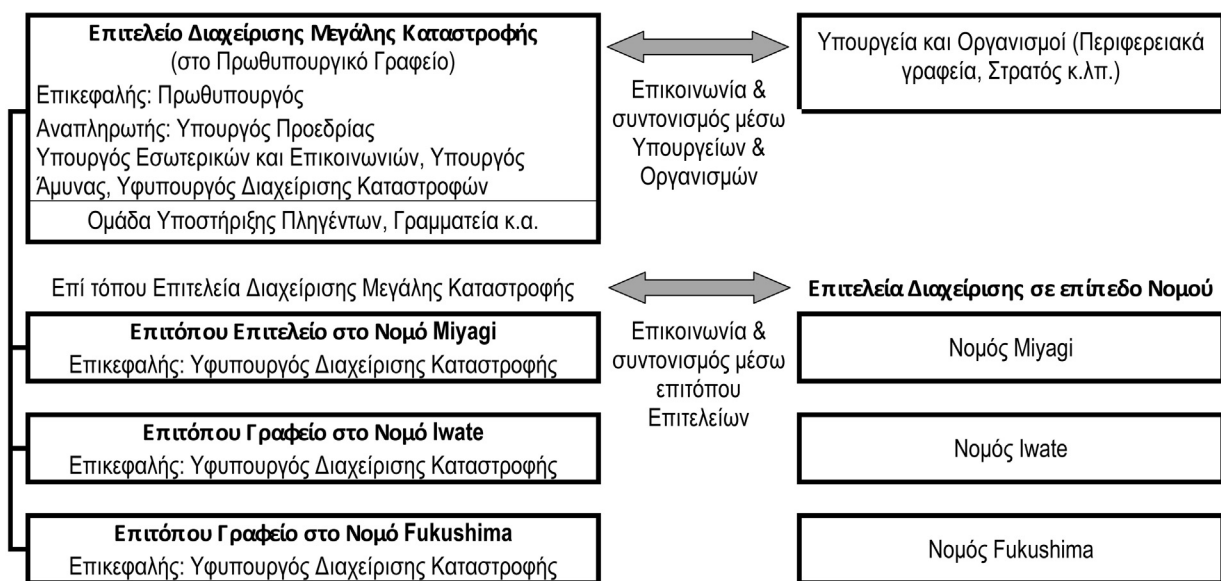 Επιτελείο Διαχείρισης Μεγάλης Καταστροφής
(στο Πρωθυπουργικό Γραφείο)
Επικεφαλής: Πρωθυπουργός
Αναπληρωτής: Υπουργός Προεδρίας
Υπουργός Εσωτερικών και Επικοινωνιών, Υπουργός
Άμυνας, Υφυπουργός Διαχείρισης Καταστροφών
Ομάδα Υποστήριξης Πληγέντων, Γραμματεία κ.α.
Επικοινωνία &
συντονισμός μέσω
Υπουργείων &
Οργανισμών
Υπουργεία και Οργανισμοί (Περιφερειακά
γραφεία, Στρατός κ.λπ.)
Επί τόπου Επιτελεία Διαχείρισης Μεγάλης Καταστροφής
Επιτελεία Διαχείρισης σε επίπεδο Νομού
Επιτόπου Επιτελείο στο Νομό Miyagi
Επικεφαλής: Υφυπουργός Διαχείρισης Καταστροφής
Επικοινωνία &
συντονισμός μέσω
επιτόπου
Επιτελείων
Νομός Miyagi
Επιτόπου Γραφείο στο Νομό Iwate
Επικεφαλής: Υφυπουργός Διαχείρισης Καταστροφής
Νομός Iwate
Επιτόπου Γραφείο στο Νομό Fukushima
Επικεφαλής: Υφυπουργός Διαχείρισης Καταστροφής
Νομός Fukushima